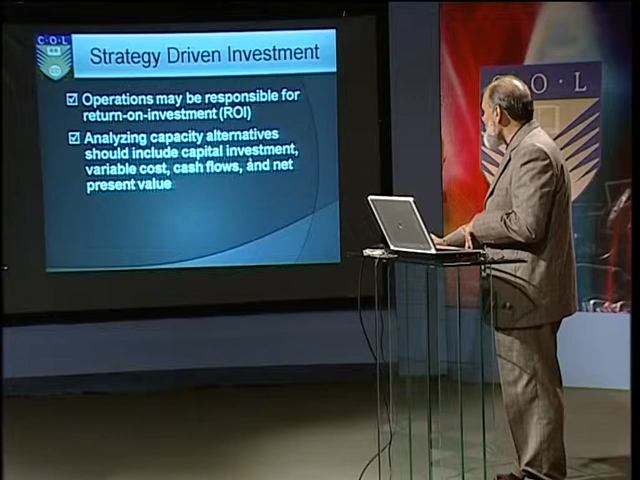 C·O·L
Strategy Driven Investment
Operations may be responsible for
return-on-investment (ROI)
Analyzing capacity alternatives
should include capital investment,
variable cost, cash flows, and net
present value
C·O·L